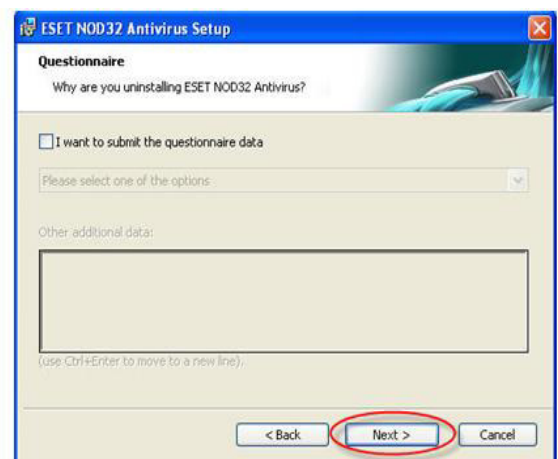 ESET NOD32 Antivirus Setup
Questionnaire
Why are you uninstalling ESET NOD32 Antivirus?
I want to submit the questionnaire data
Please select one of the options
Other additional data:
(use Ctrl+Enter to move to a new line).
< Back Next > Cancel